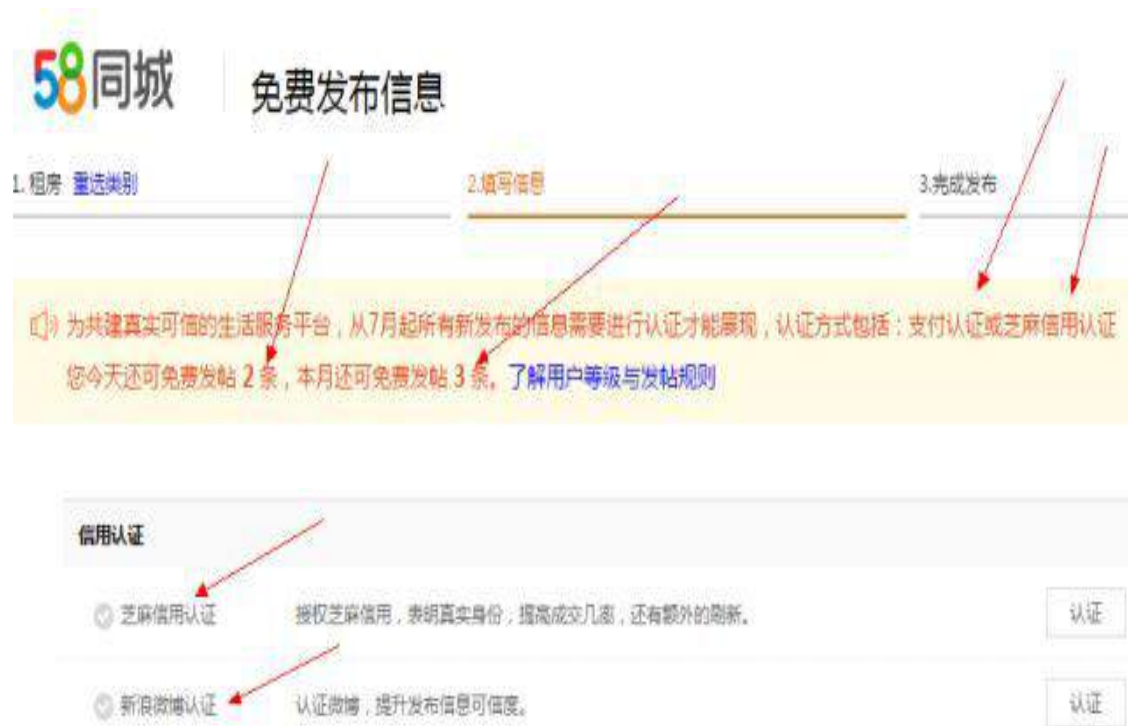 58同城 免费发布信息
1. 租房 重选类别 2.填写信息 3.完成发布
为共建真实可信的生活服务平台，从7月起所有新发布的信息需要进行认证才能展现，认证方式包括：支付认证或芝麻信用认证
您今天还可免费发帖 2 条，本月还可免费发帖 3 条。了解用户等级与发帖规则
信用认证
芝麻信用认证 授权芝麻信用，表明真实身份；提高成交几率，还有额外的刷新。 认证
新浪微博认证 认证微博，提升发布信息可信度。 认证